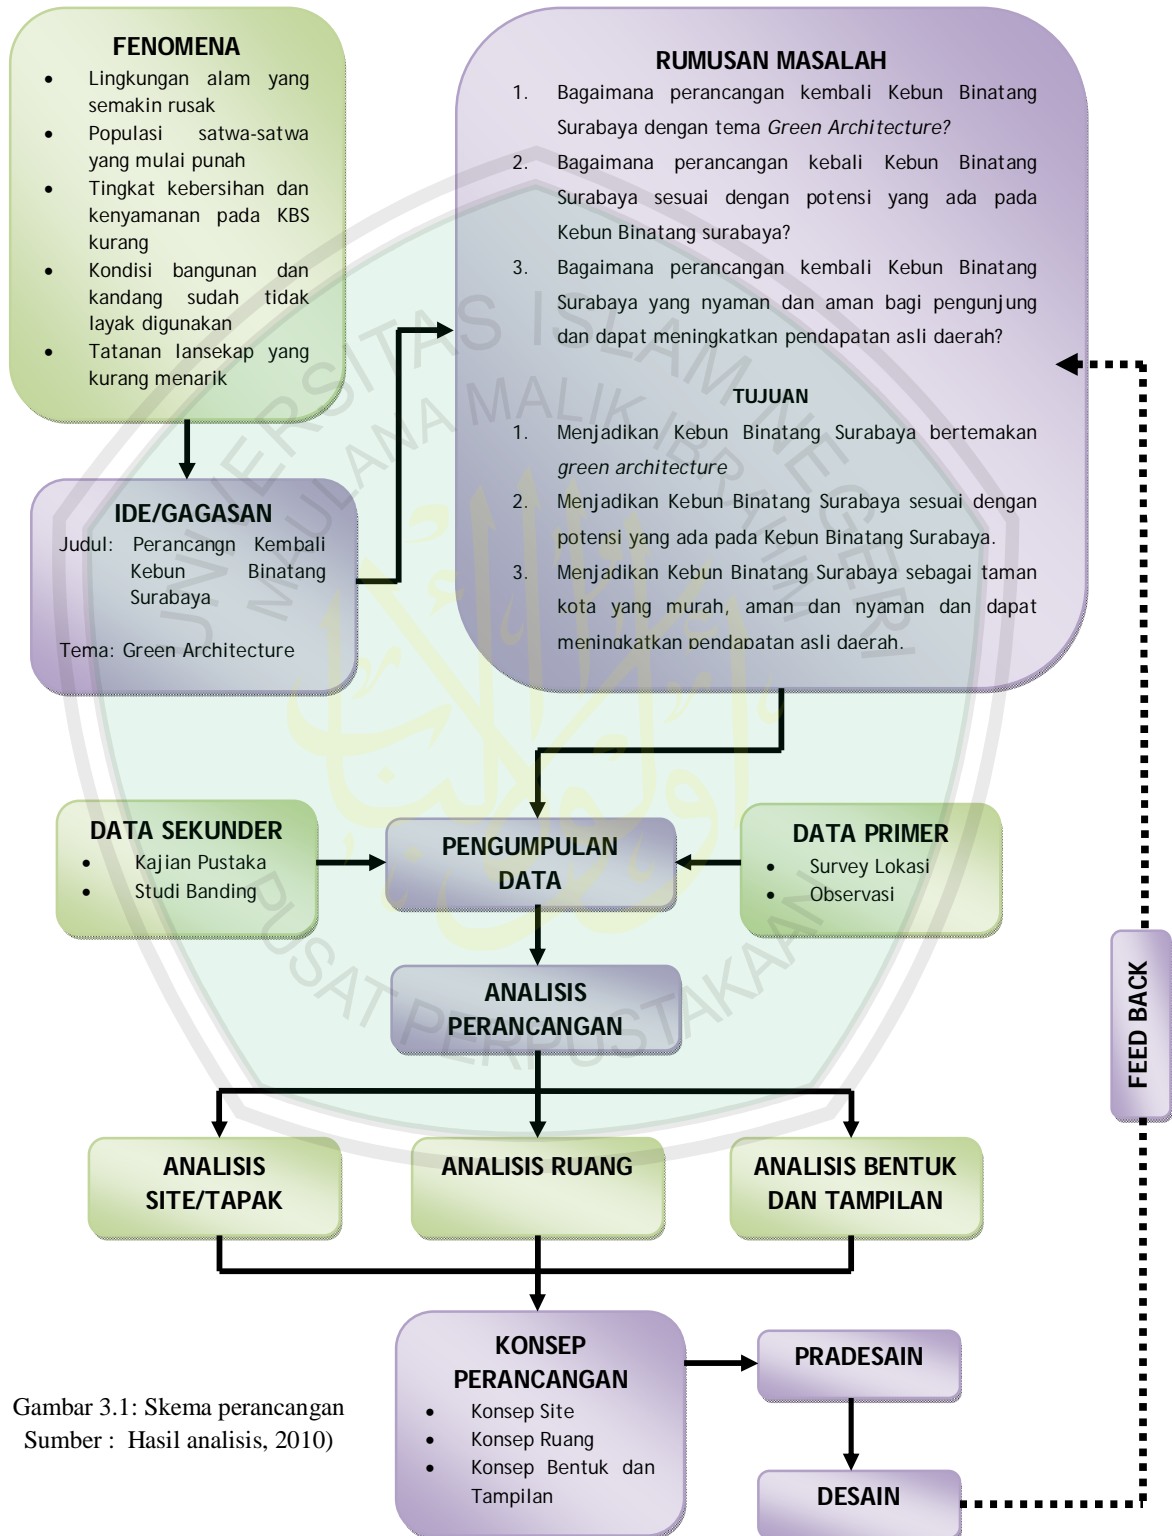 FENOMENA
• Lingkungan alam yang
semakin rusak
• Populasi satwa-satwa
yang mulai punah
• Tingkat kebersihan dan
kenyamanan pada KBS
kurang
• Kondisi bangunan dan
kandang sudah tidak
layak digunakan
• Tatanan lansekap yang
kurang menarik
RUMUSAN MASALAH
1. Bagaimana perancangan kembali Kebun Binatang
Surabaya dengan tema Green Architecture?
2. Bagaimana perancangan kebali Kebun Binatang
Surabaya sesuai dengan potensi yang ada pada
Kebun Binatang surabaya?
3. Bagaimana perancangan kembali Kebun Binatang
Surabaya yang nyaman dan aman bagi pengunjung
dan dapat meningkatkan pendapatan asli daerah?
TUJUAN
1. Menjadikan Kebun Binatang Surabaya bertemakan
green architecture
2. Menjadikan Kebun Binatang Surabaya sesuai dengan
potensi yang ada pada Kebun Binatang Surabaya.
3. Menjadikan Kebun Binatang Surabaya sebagai taman
kota yang murah, aman dan nyaman dan dapat
meningkatkan pendapatan asli daerah.
IDE/GAGASAN
Judul: Perancangn Kembali
Kebun Binatang
Surabaya
Tema: Green Architecture
DATA SEKUNDER
• Kajian Pustaka
• Studi Banding
PENGUMPULAN
DATA
DATA PRIMER
• Survey Lokasi
• Observasi
ANALISIS
PERANCANGAN
FEED BACK
ANALISIS
SITE/TAPAK
ANALISIS RUANG
ANALISIS BENTUK
DAN TAMPILAN
KONSEP
PERANCANGAN
• Konsep Site
• Konsep Ruang
• Konsep Bentuk dan
Tampilan
PRADESAIN
DESAIN
Gambar 3.1: Skema perancangan
Sumber : Hasil analisis, 2010)
UNIVERSITAS ISLAM NEGERI
MAULANA MALIK IBRAHIM
PUSAT PERPUSTAKAAN